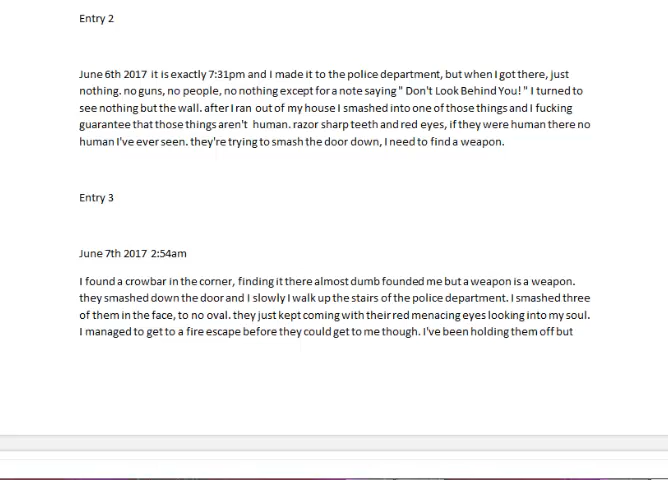 Entry 2
June 6th 2017 it is exactly 7:31pm and I made it to the police department, but when I got there, just
nothing. no guns, no people, no nothing except for a note saying " Don't Look Behind You! " I turned to
see nothing but the wall. after I ran out of my house I smashed into one of those things and I fucking
guarantee that those things aren't human. razor sharp teeth and red eyes, if they were human there no
human I've ever seen. they're trying to smash the door down, I need to find a weapon.
Entry 3
June 7th 2017 2:54am
I found a crowbar in the corner, finding it there almost dumb founded me but a weapon is a weapon.
they smashed down the door and I slowly I walk up the stairs of the police department. I smashed three
of them in the face, to no oval. they just kept coming with their red menacing eyes looking into my soul.
I managed to get to a fire escape before they could get to me though. I've been holding them off but